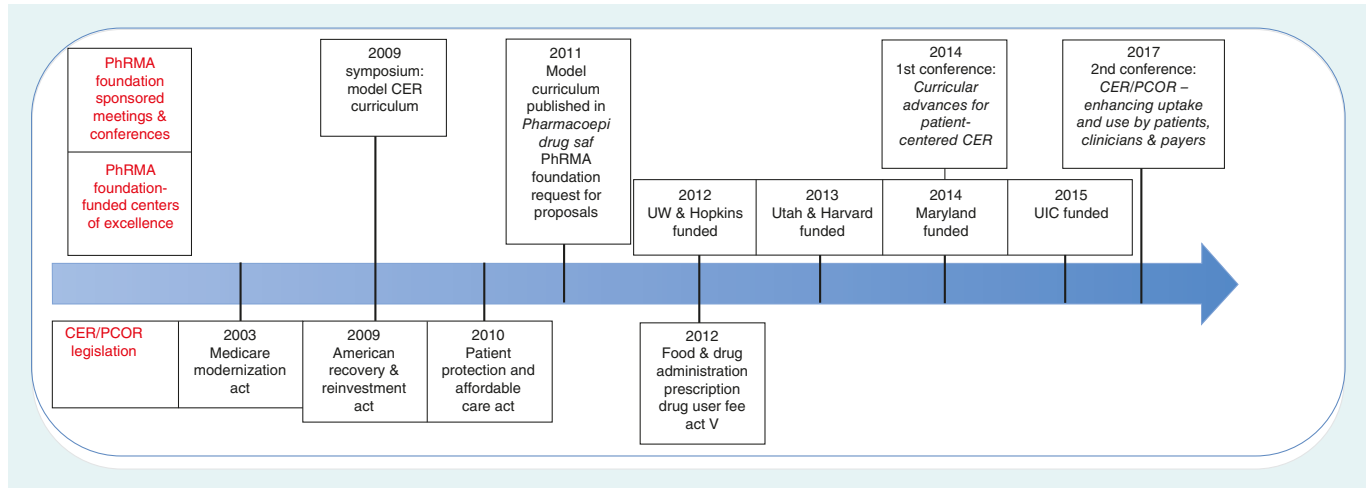 PhRMA
foundation
sponsored
meetings &
conferences
PhRMA
foundation-
funded centers
of excellence
2009
symposium:
model CER
curriculum
2011
Model
curriculum
published in
Pharmacoepi
drug saf
PhRMA
foundation
request for
proposals
2012
UW & Hopkins
funded
2013
Utah & Harvard
funded
2014
1st conference:
Curricular
advances for
patient-
centered CER
2014
Maryland
funded
2015
UIC funded
2017
2nd conference:
CER/PCOR –
enhancing uptake
and use by patients,
clinicians & payers
CER/PCOR
legislation
2003
Medicare
modernization
act
2009
American
recovery &
reinvestment
act
2010
Patient
protection and
affordable
care act
2012
Food & drug
administration
prescription
drug user fee
act V